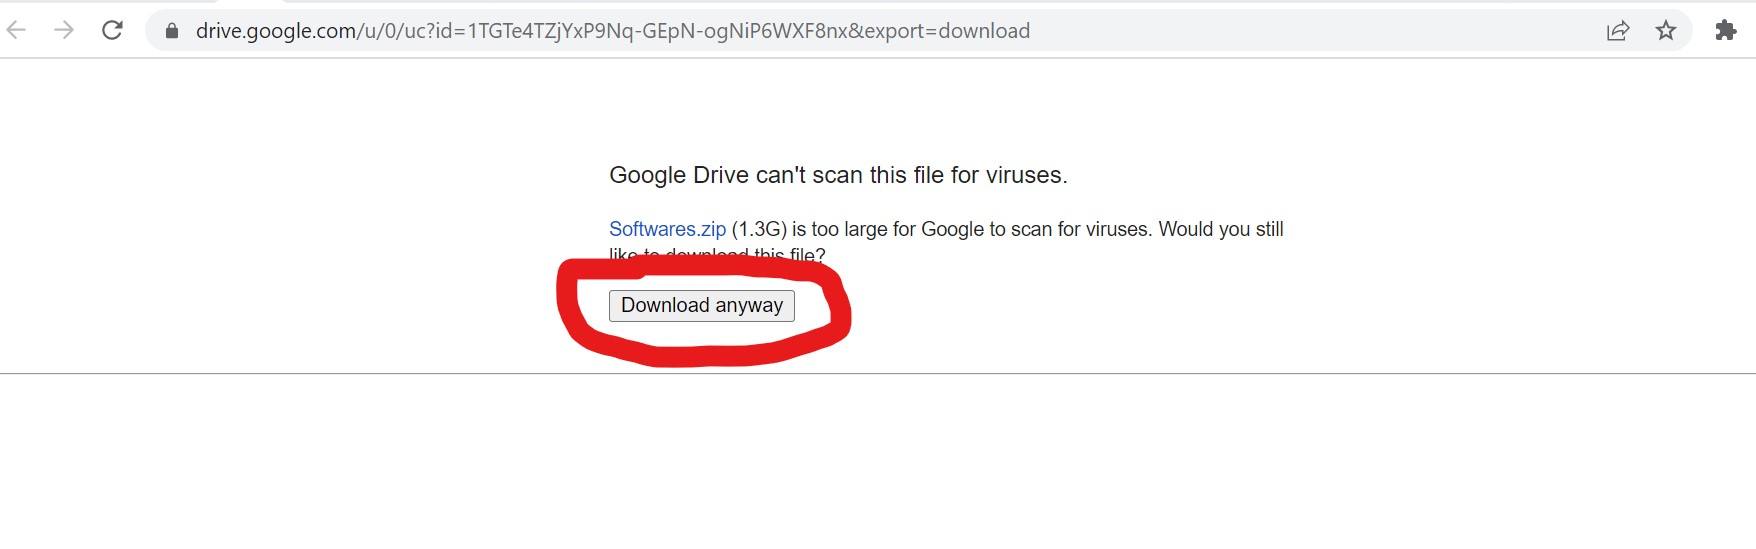 drive.google.com/u/0/uc?id=1TGTe4TZjYxP9Nq-GEpN-ogNiP6WXF8nx&export=download
Google Drive can't scan this file for viruses.
Softwares.zip (1.3G) is too large for Google to scan for viruses. Would you still
like to download this file?
Download anyway